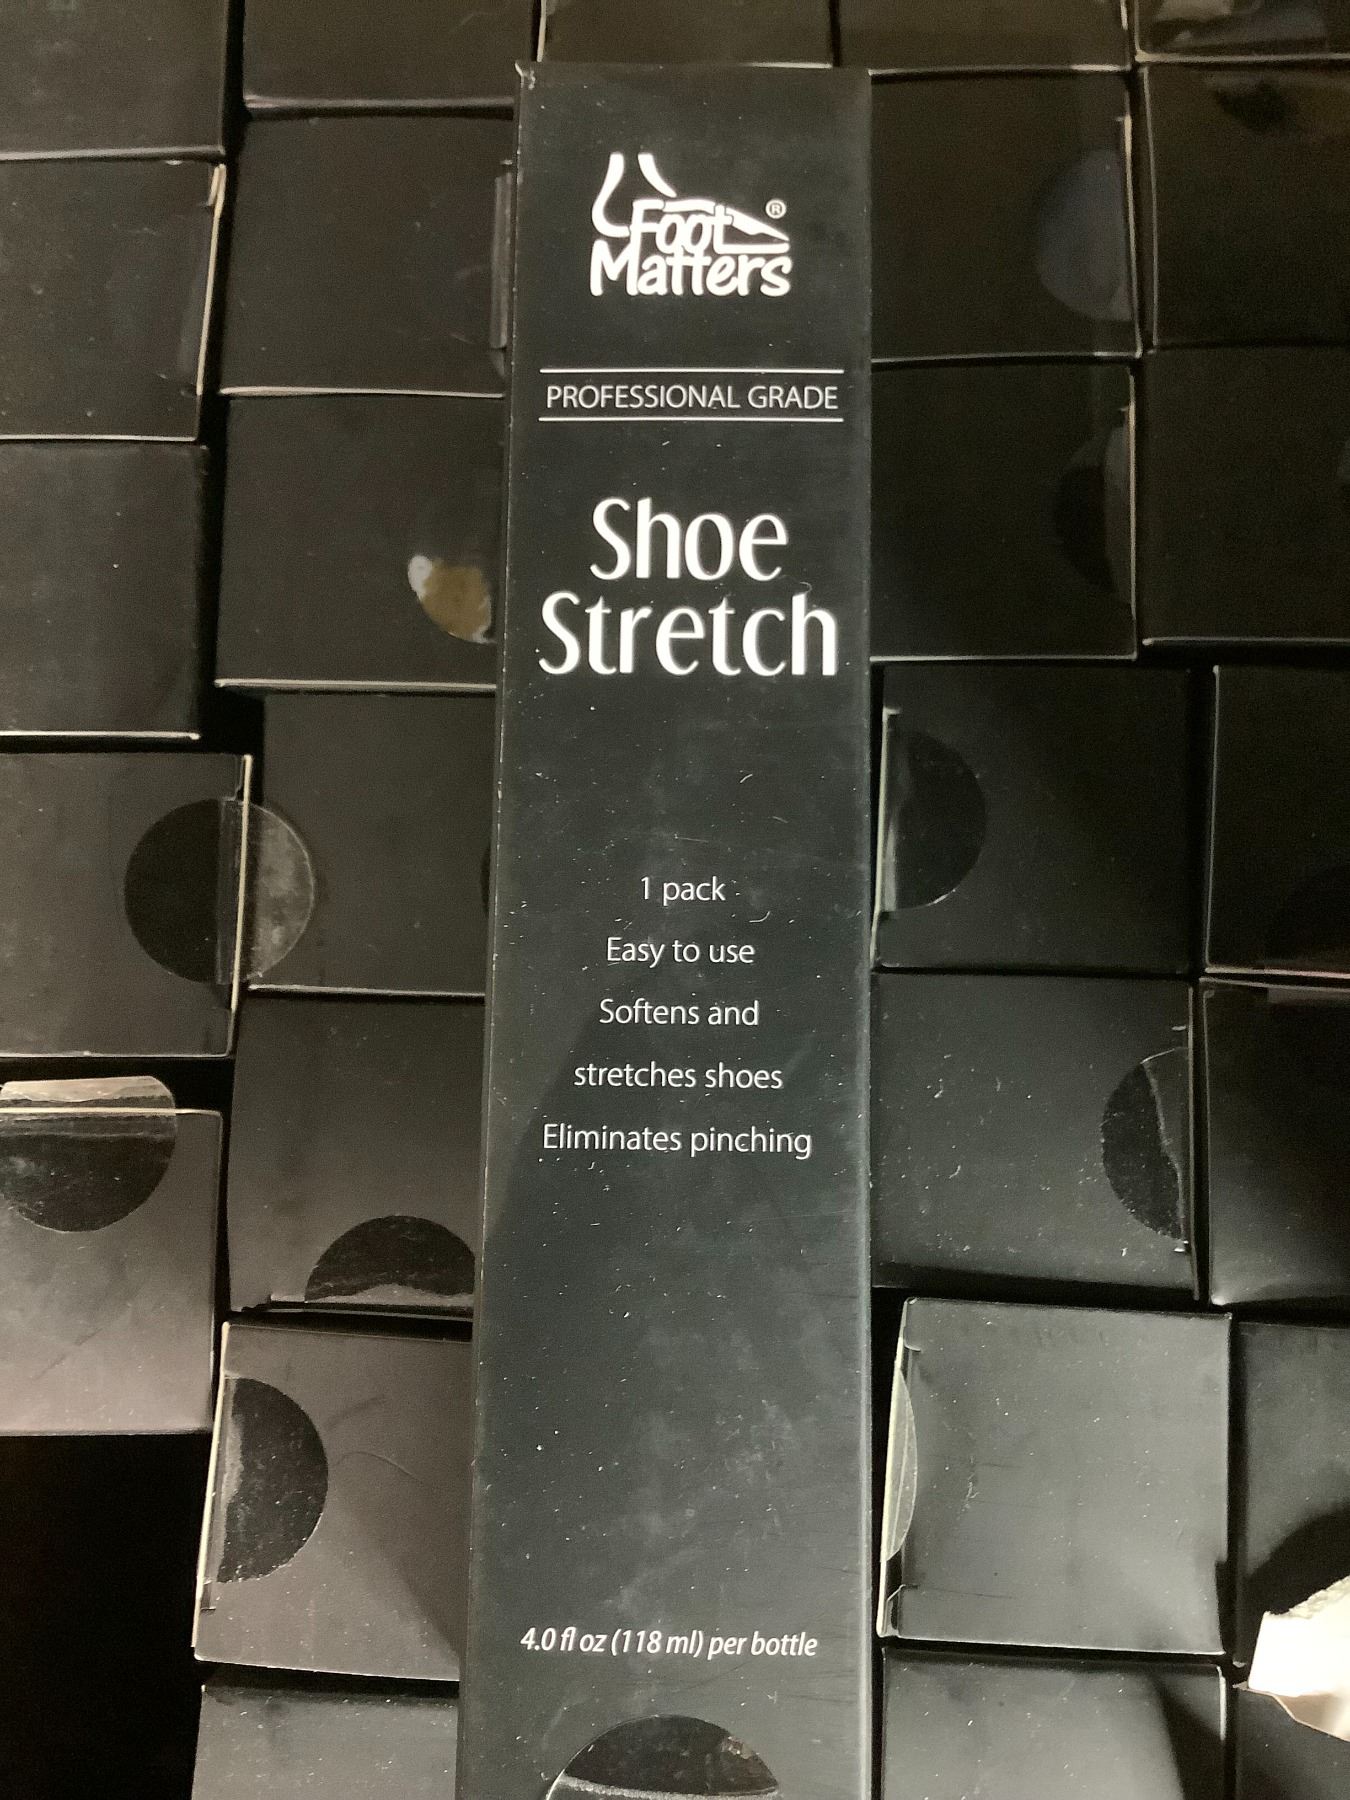 Foot®
Matters
PROFESSIONAL GRADE
Shoe
Stretch
1 pack
Easy to use
Softens and
stretches shoes
Eliminates pinching
4.0 fl oz (118 ml) per bottle